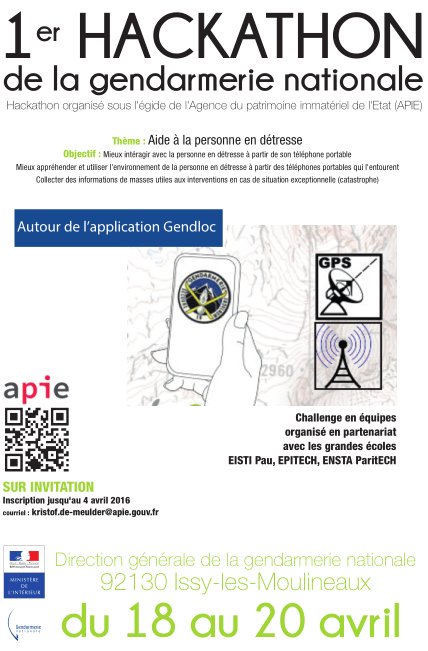 1er HACKATHON
de la gendarmerie nationale
Hackathon organisé sous l'égide de l'Agence du patrimoine immatériel de l'Etat (APIE)
Thème : Aide à la personne en détresse
Objectif : Mieux intéragir avec la personne en détresse à partir de son téléphone portable
Mieux appréhender et utiliser l'environnement de la personne en détresse à partir des téléphones portables qui l'entourent
Collecter des informations de masses utiles aux interventions en cas de situation exceptionnelle (catastrophe)
Autour de l'application Gendloc
GENDARMERIE
GPS
2960
apie
Challenge en équipes
organisé en partenariat
avec les grandes écoles
EISTI Pau, EPITECH, ENSTA PariTECH
SUR INVITATION
Inscription jusqu'au 4 avril 2016
courriel : kristof.de-meulder@apie.gouv.fr
MINISTÈRE
DE
L'INTÉRIEUR
Gendarmerie
nationale
Direction générale de la gendarmerie nationale
92130 Issy-les-Moulineaux
du 18 au 20 avril